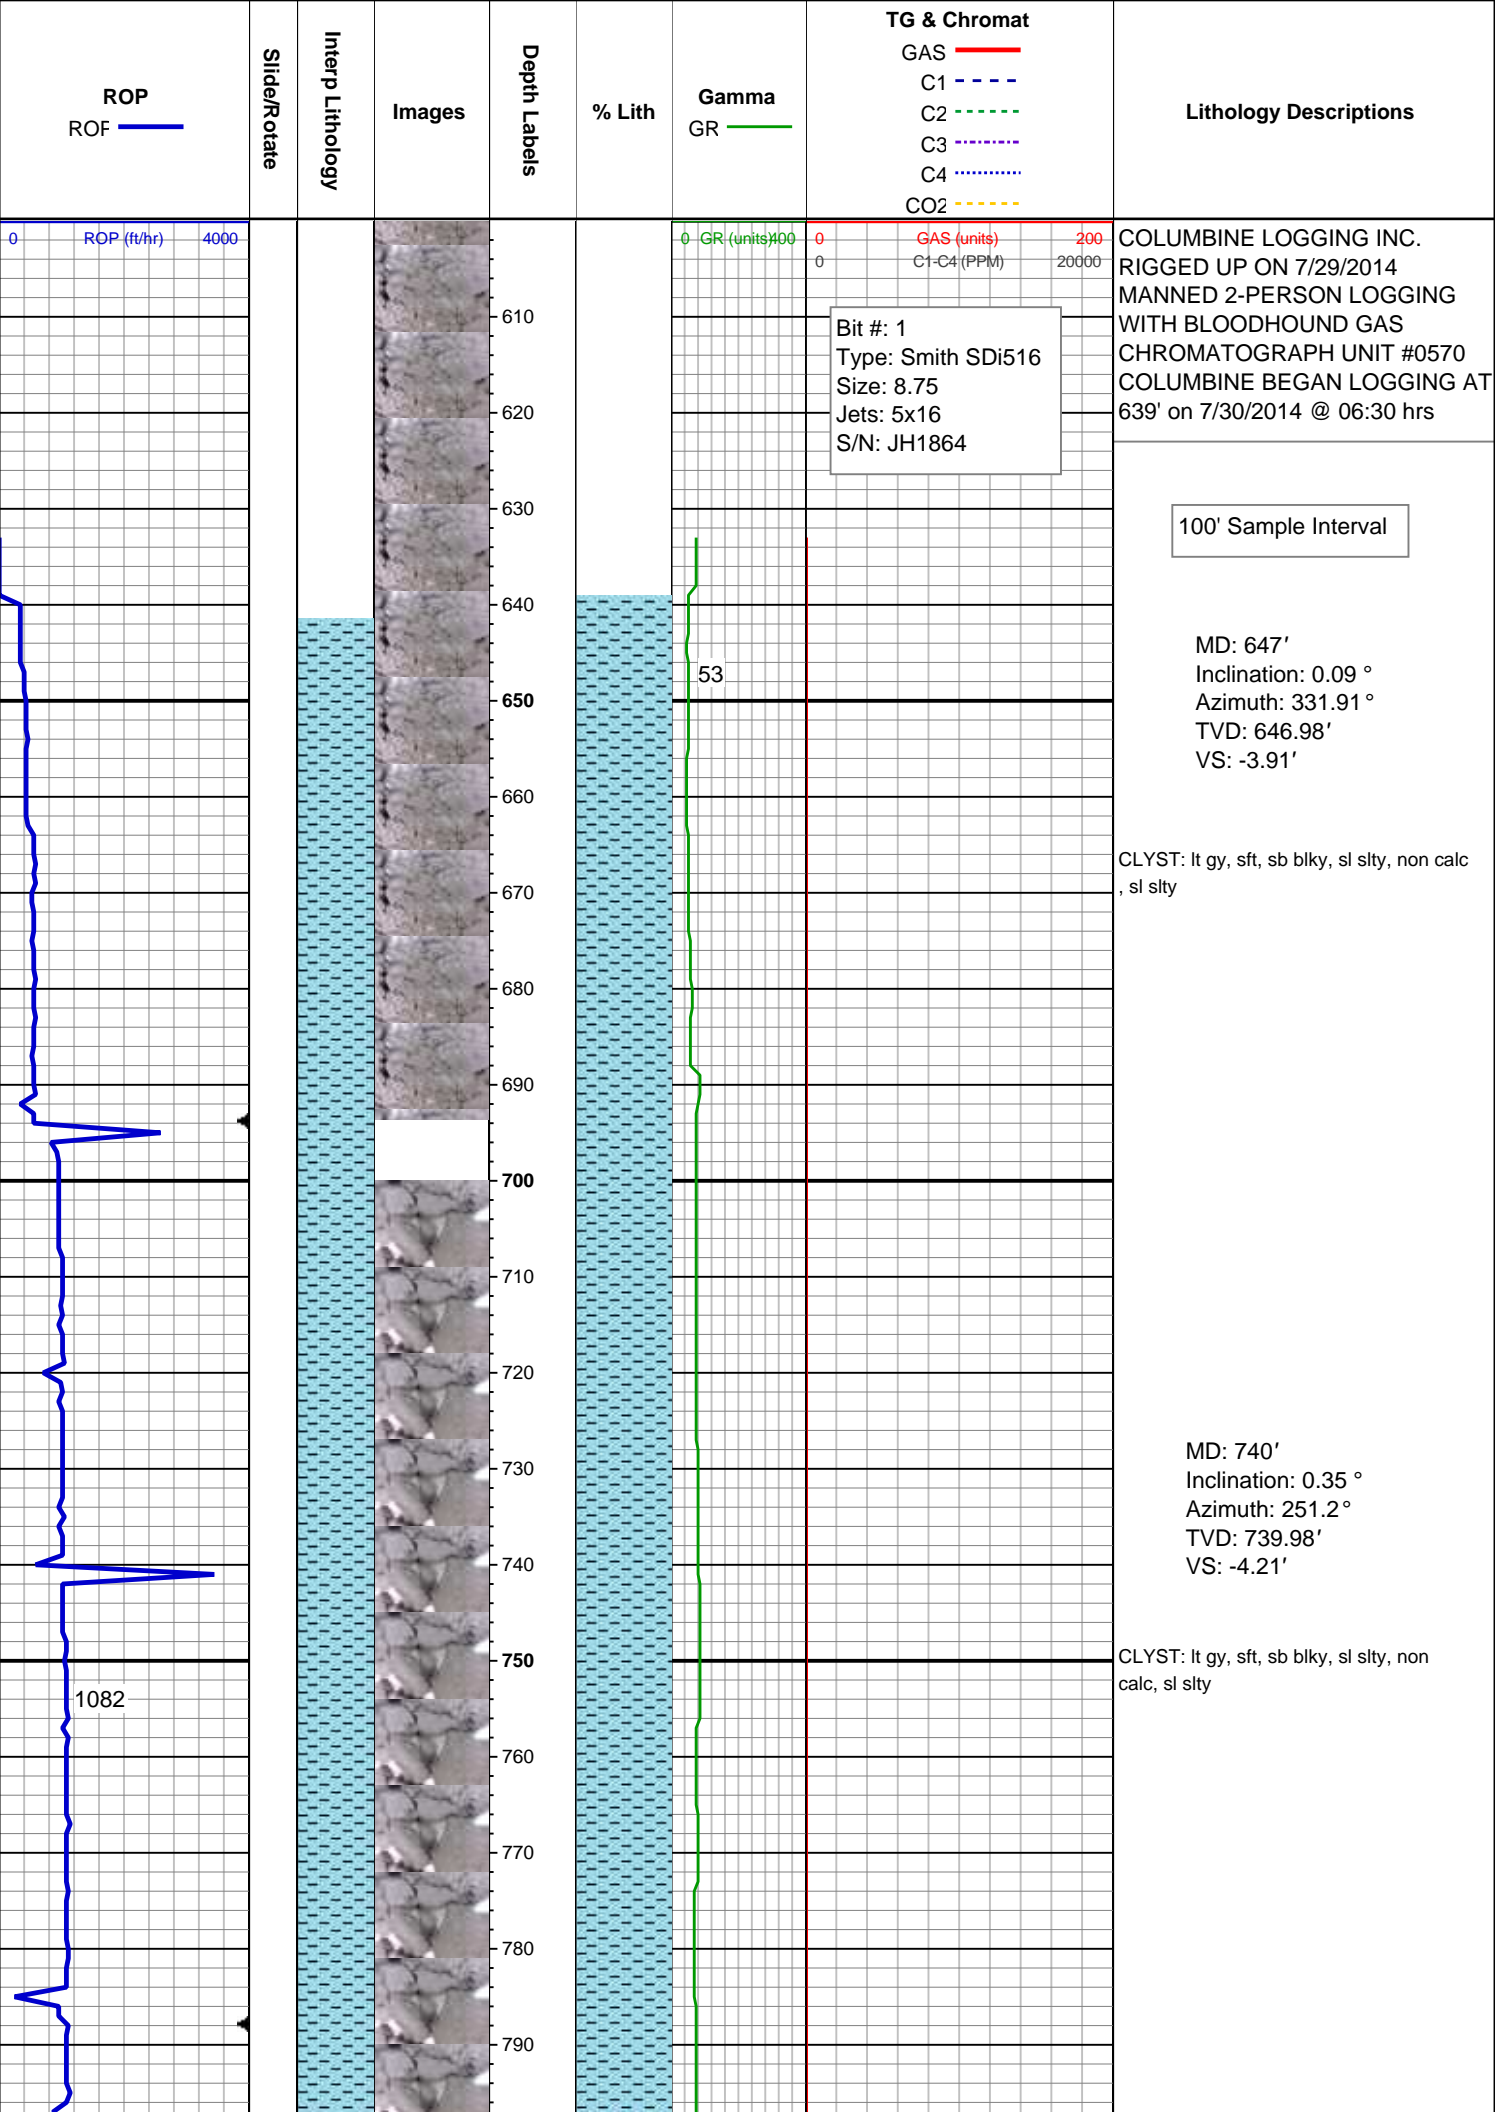 ROP
ROP
Slide/Rotate
Interp Lithology
Images
Depth Labels
% Lith
Gamma
GR
TG & Chromat
GAS
C1
C2
C3
C4
CO2
Lithology Descriptions
0 ROP (ft/hr) 4000
0 GR (units) 400
0 GAS (units) 200
0 C1-C4 (PPM) 20000
COLUMBINE LOGGING INC.
RIGGED UP ON 7/29/2014
MANNED 2-PERSON LOGGING
WITH BLOODHOUND GAS
CHROMATOGRAPH UNIT #0570
COLUMBINE BEGAN LOGGING AT
639' on 7/30/2014 @ 06:30 hrs
Bit #: 1
Type: Smith SDi516
Size: 8.75
Jets: 5x16
S/N: JH1864
100' Sample Interval
610
620
630
640
650
660
670
680
690
700
710
720
730
740
750
760
770
780
790
53
1082
MD: 647'
Inclination: 0.09 °
Azimuth: 331.91 °
TVD: 646.98'
VS: -3.91'
CLYST: lt gy, sft, sb blky, sl slty, non calc
, sl slty
MD: 740'
Inclination: 0.35 °
Azimuth: 251.2 °
TVD: 739.98'
VS: -4.21'
CLYST: lt gy, sft, sb blky, sl slty, non
calc, sl slty